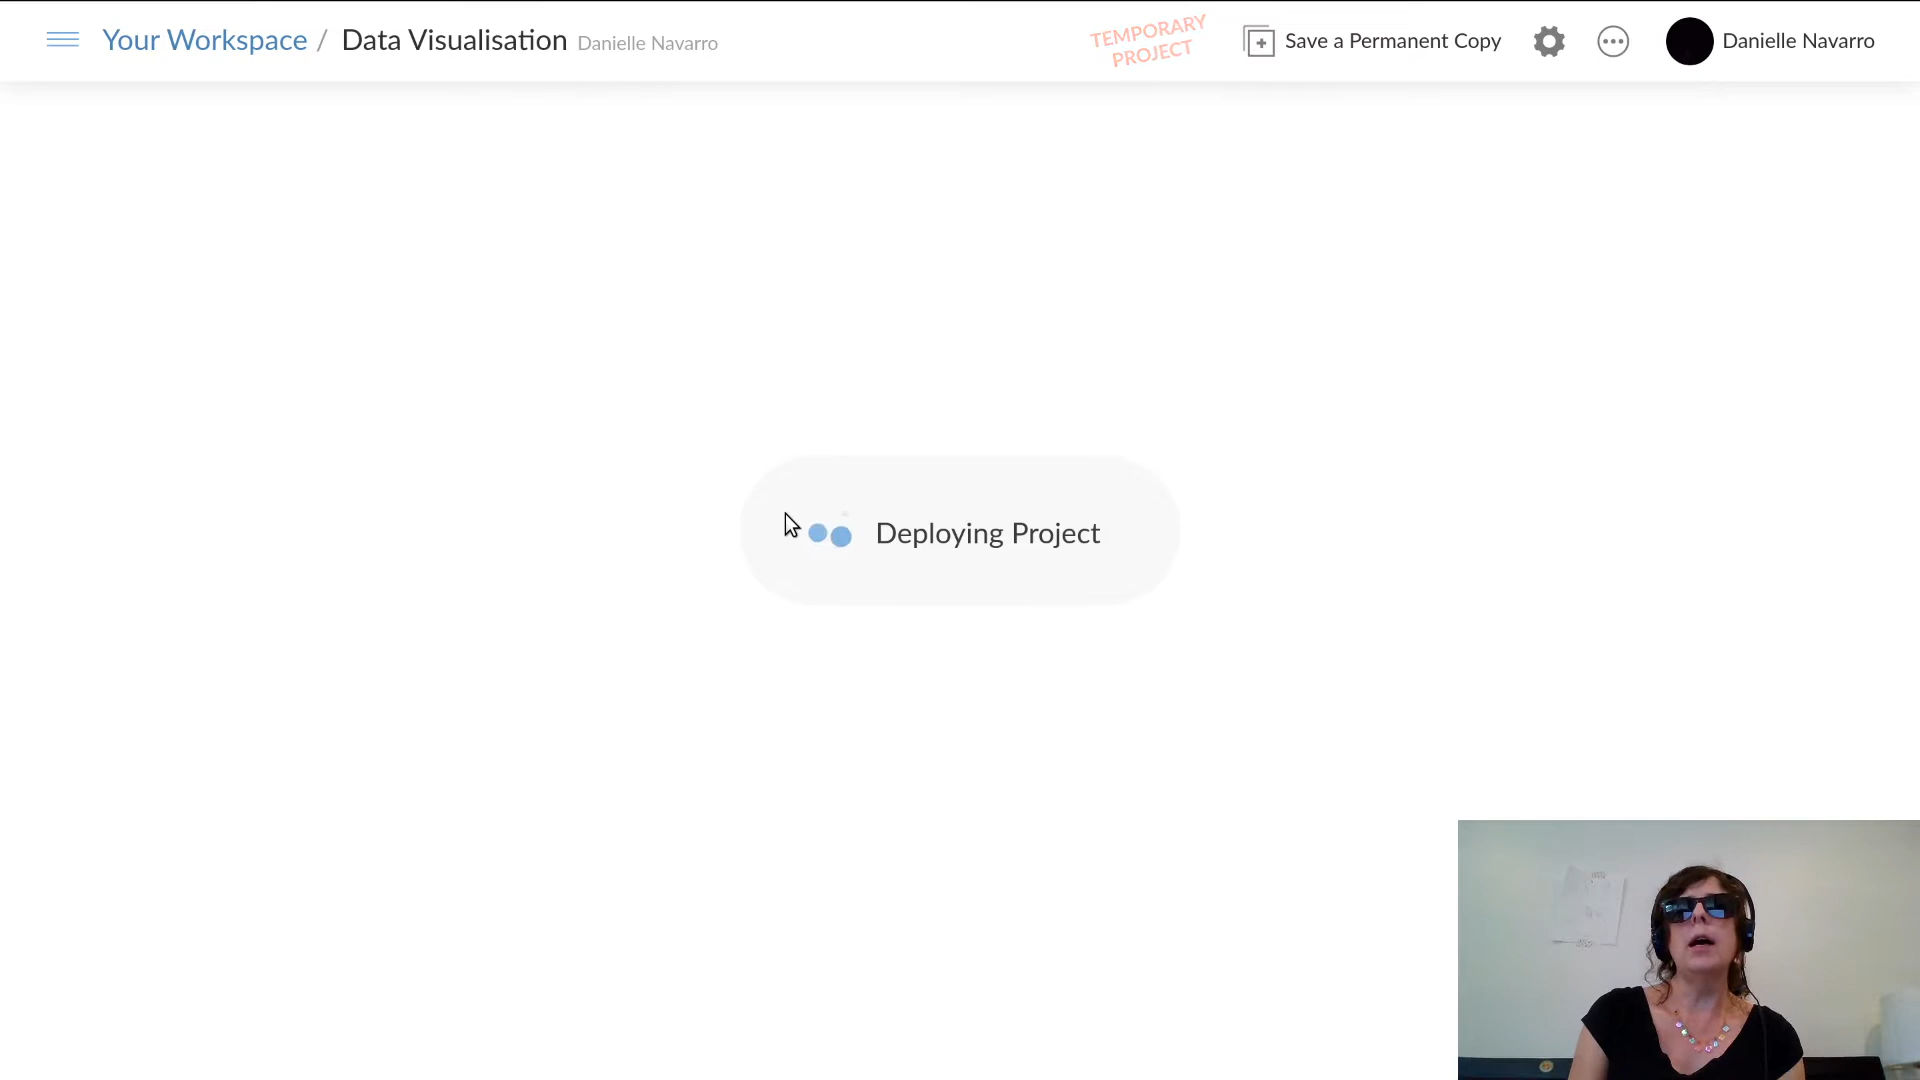 Your Workspace / Data Visualisation Danielle Navarro
TEMPORARY
PROJECT
Save a Permanent Copy
Danielle Navarro
Deploying Project